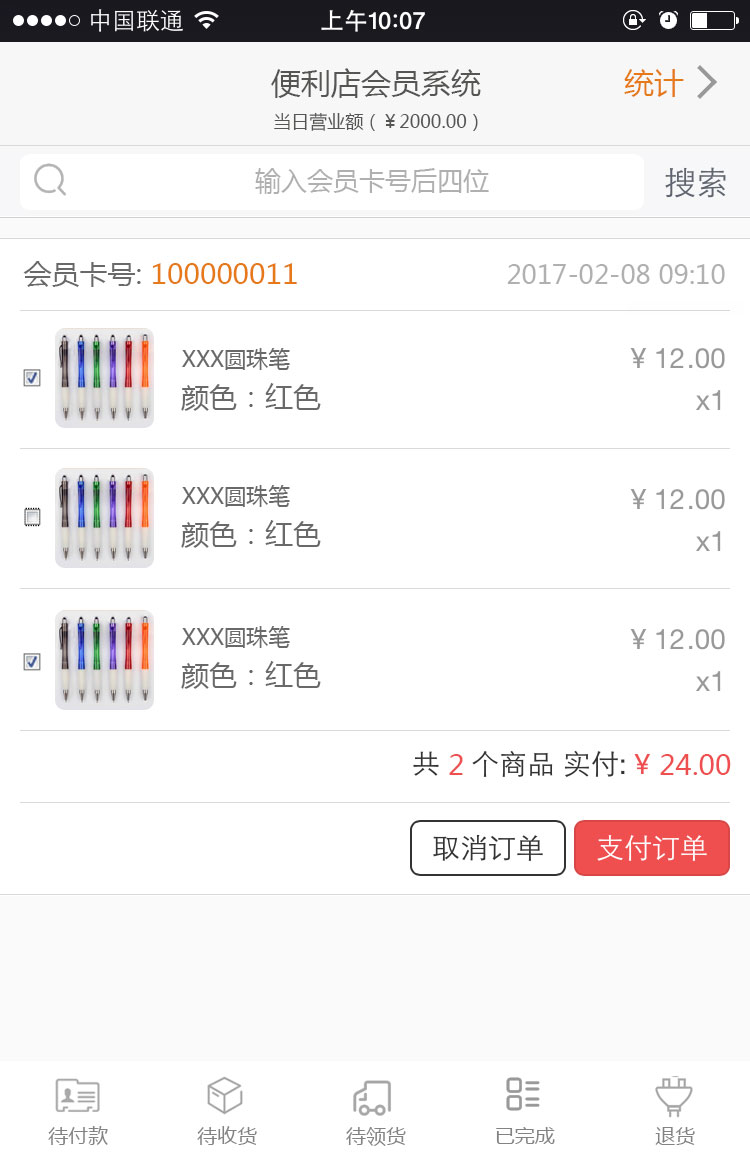 中国联通 上午10:07
便利店会员系统 统计
当日营业额 ( ¥ 2000.00 )
输入会员卡号后四位 搜索
会员卡号: 100000011 2017-02-08 09:10
XXX圆珠笔 ¥ 12.00
颜色：红色 x1
XXX圆珠笔 ¥ 12.00
颜色：红色 x1
XXX圆珠笔 ¥ 12.00
颜色：红色 x1
共 2 个商品 实付: ¥ 24.00
取消订单 支付订单
待付款 待收货 待领货 已完成 退货